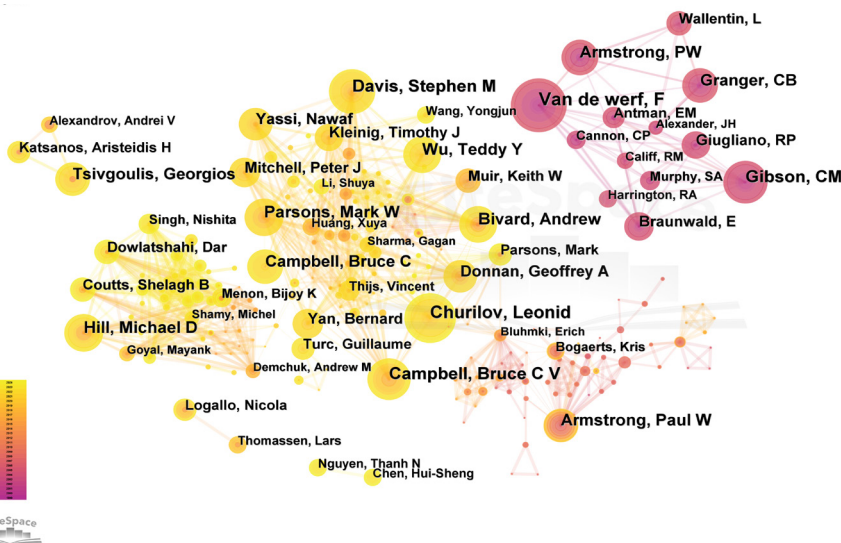 Wallentin, L
Armstrong, PW
Granger, CB
Davis, Stephen M
Van de werf, F
Wang, Yongjun
Antman, EM
Alexandrov, Andrei V
Yassi, Nawaf
Alexander, JH
Kleinig, Timothy J
Cannon, CP
Giugliano, RP
Katsanos, Aristeidis H
Wu, Teddy Y
Califf, RM
Mitchell, Peter J
Tsivgoulis, Georgios
Muir, Keith W
Murphy, SA
Gibson, CM
Li, Shuya
Harrington, RA
Parsons, Mark W
Singh, Nishita
Huang, Xuya
Bivard, Andrew
Braunwald, E
Sharma, Gagan
Dowlatshahi, Dar
Parsons, Mark
Campbell, Bruce C
Donnan, Geoffrey A
Coutts, Shelagh B
Thijs, Vincent
Menon, Bijoy K
Churilov, Leonid
Shamy, Michel
Yan, Bernard
Hill, Michael D
Bluhmki, Erich
Turc, Guillaume
Bogaerts, Kris
Goyal, Mayank
Demchuk, Andrew M
Campbell, Bruce C V
Logallo, Nicola
Armstrong, Paul W
Thomassen, Lars
Nguyen, Thanh N
Chen, Hui-Sheng
eSpace